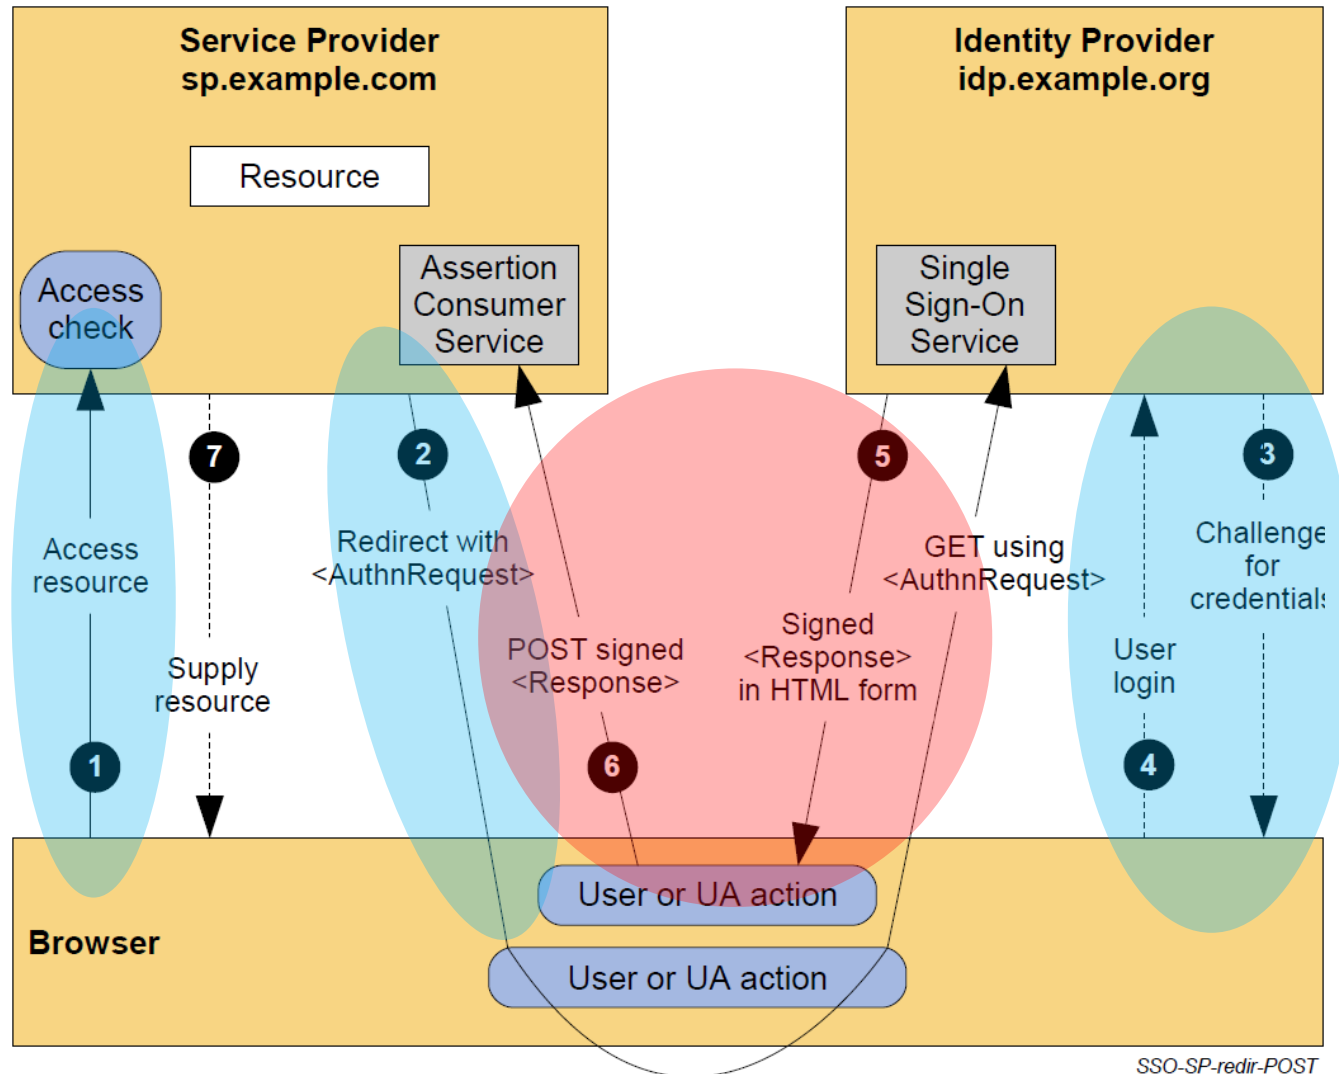 Service Provider
sp.example.com
Identity Provider
idp.example.org
Resource
Access
check
Assertion
Consumer
Service
Single
Sign-On
Service
7
2
5
3
Access
resource
Redirect with
<AuthnRequest>
GET using
<AuthnRequest>
Challenge
for
credentials
Supply
resource
POST signed
<Response>
Signed
<Response>
in HTML form
User
login
1
6
4
User or UA action
Browser
User or UA action
SSO-SP-redir-POST